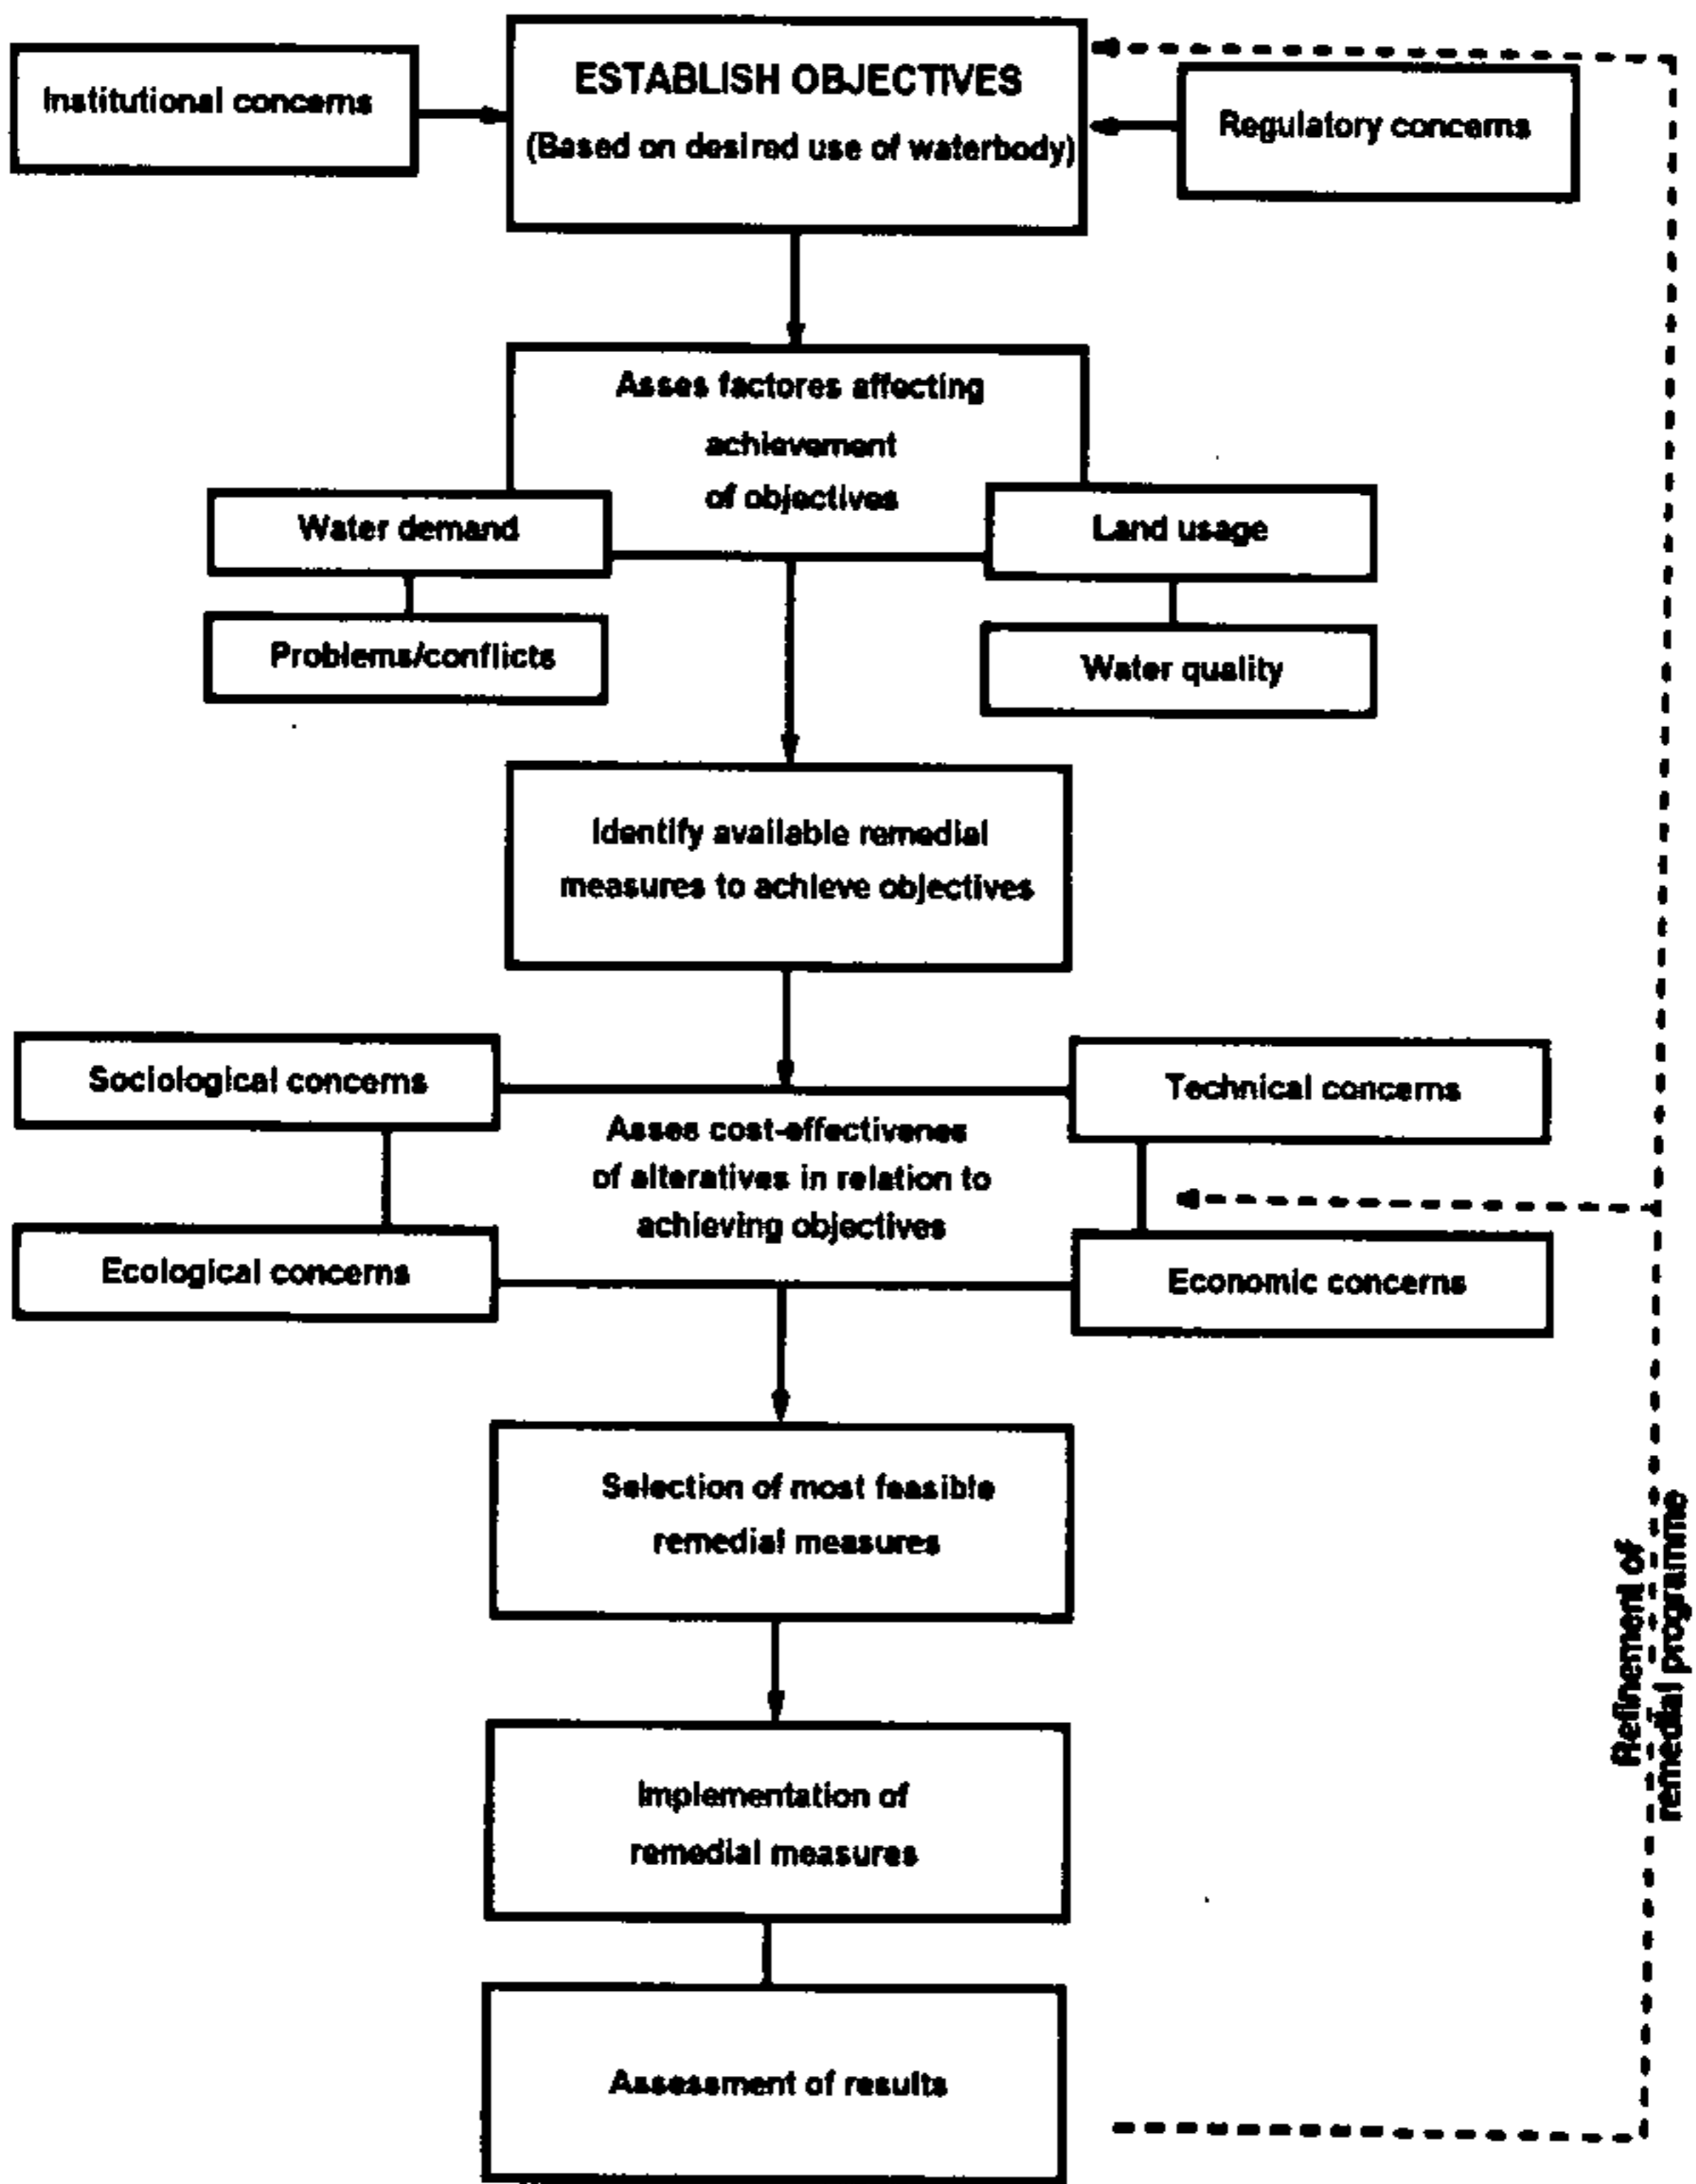 Institutional concerns
ESTABLISH OBJECTIVES
(Based on desired use of waterbody)
Regulatory concerns
Asses factores affecting
achievement
of objectives
Water demand
Land usage
Problems/conflicts
Water quality
Identify available remedial
measures to achieve objectives
Sociological concerns
Technical concerns
Asses cost-effectivenes
of alteratives in relation to
achieving objectives
Ecological concerns
Economic concerns
Selection of most feasible
remedial measures
Implementation of
remedial measures
Assessment of results
Refinement of
remedial programme